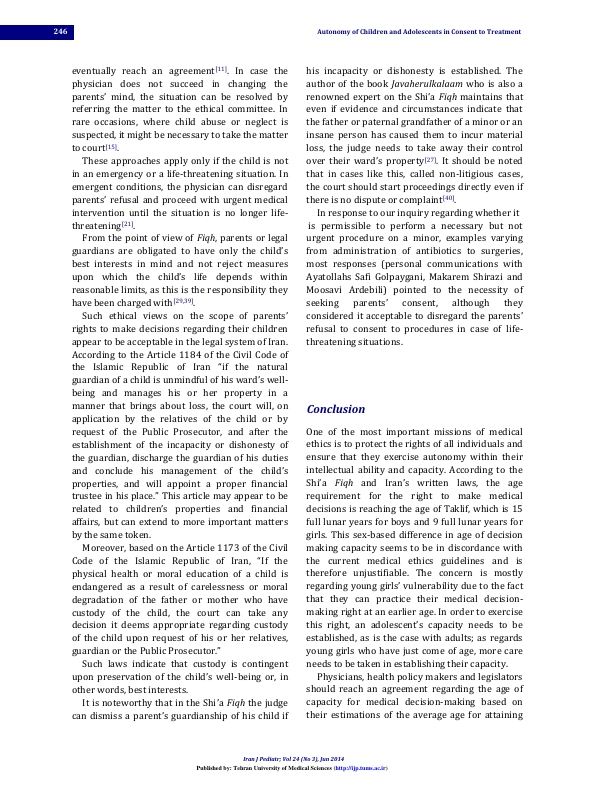 246
Autonomy of Children and Adolescents in Consent to Treatment
eventually reach an agreement[11]. In case the
physician does not succeed in changing the
parents' mind, the situation can be resolved by
referring the matter to the ethical committee. In
rare occasions, where child abuse or neglect is
suspected, it might be necessary to take the matter
to court[15].
These approaches apply only if the child is not
in an emergency or a life-threatening situation. In
emergent conditions, the physician can disregard
parents' refusal and proceed with urgent medical
intervention until the situation is no longer life-
threatening[21].
From the point of view of Fiqh, parents or legal
guardians are obligated to have only the child's
best interests in mind and not reject measures
upon which the child's life depends within
reasonable limits, as this is the responsibility they
have been charged with[29,39].
Such ethical views on the scope of parents'
rights to make decisions regarding their children
appear to be acceptable in the legal system of Iran.
According to the Article 1184 of the Civil Code of
the Islamic Republic of Iran "if the natural
guardian of a child is unmindful of his ward's well-
being and manages his or her property in a
manner that brings about loss, the court will, on
application by the relatives of the child or by
request of the Public Prosecutor, and after the
establishment of the incapacity or dishonesty of
the guardian, discharge the guardian of his duties
and conclude his management of the child's
properties, and will appoint a proper financial
trustee in his place." This article may appear to be
related to children's properties and financial
affairs, but can extend to more important matters
by the same token.
Moreover, based on the Article 1173 of the Civil
Code of the Islamic Republic of Iran, "If the
physical health or moral education of a child is
endangered as a result of carelessness or moral
degradation of the father or mother who have
custody of the child, the court can take any
decision it deems appropriate regarding custody
of the child upon request of his or her relatives,
guardian or the Public Prosecutor."
Such laws indicate that custody is contingent
upon preservation of the child's well-being or, in
other words, best interests.
It is noteworthy that in the Shi'a Fiqh the judge
can dismiss a parent's guardianship of his child if
his incapacity or dishonesty is established. The
author of the book Javaherulkalaam who is also a
renowned expert on the Shi'a Fiqh maintains that
even if evidence and circumstances indicate that
the father or paternal grandfather of a minor or an
insane person has caused them to incur material
loss, the judge needs to take away their control
over their ward's property[27]. It should be noted
that in cases like this, called non-litigious cases,
the court should start proceedings directly even if
there is no dispute or complaint[40].
In response to our inquiry regarding whether it
is permissible to perform a necessary but not
urgent procedure on a minor, examples varying
from administration of antibiotics to surgeries,
most responses (personal communications with
Ayatollahs Safi Golpaygani, Makarem Shirazi and
Moosavi Ardebili) pointed to the necessity of
seeking parents' consent, although they
considered it acceptable to disregard the parents'
refusal to consent to procedures in case of life-
threatening situations.
Conclusion
One of the most important missions of medical
ethics is to protect the rights of all individuals and
ensure that they exercise autonomy within their
intellectual ability and capacity. According to the
Shi'a Fiqh and Iran's written laws, the age
requirement for the right to make medical
decisions is reaching the age of Taklif, which is 15
full lunar years for boys and 9 full lunar years for
girls. This sex-based difference in age of decision
making capacity seems to be in discordance with
the current medical ethics guidelines and is
therefore unjustifiable. The concern is mostly
regarding young girls' vulnerability due to the fact
that they can practice their medical decision-
making right at an earlier age. In order to exercise
this right, an adolescent's capacity needs to be
established, as is the case with adults; as regards
young girls who have just come of age, more care
needs to be taken in establishing their capacity.
Physicians, health policy makers and legislators
should reach an agreement regarding the age of
capacity for medical decision-making based on
their estimations of the average age for attaining
Iran J Pediatr; Vol 24 (No 3), Jun 2014
Published by: Tehran University of Medical Sciences (http://ijp.tums.ac.ir)